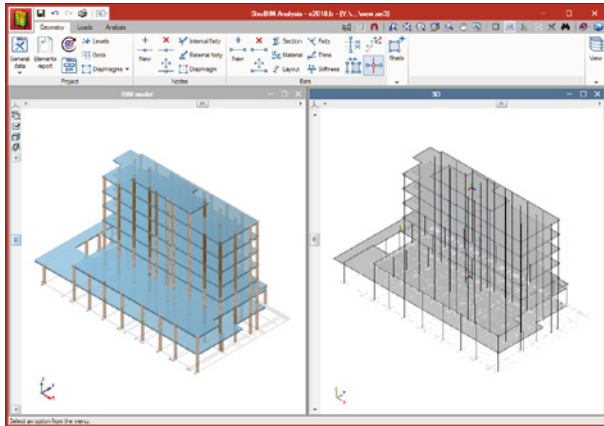 StruBIM Analysis - v2018.b - [Y:\...\New.ae3]
Geometry Loads Analysis
General data
Elements report
Levels
Grids
Diaphragms
Project
New
Internal fixity
External fixity
Diaphragm
Nodes
New
Section
Material
Layout
Fixity
Trims
Stiffness
Bars
Shells
View
BIM model
3D
Select an option from the menu.